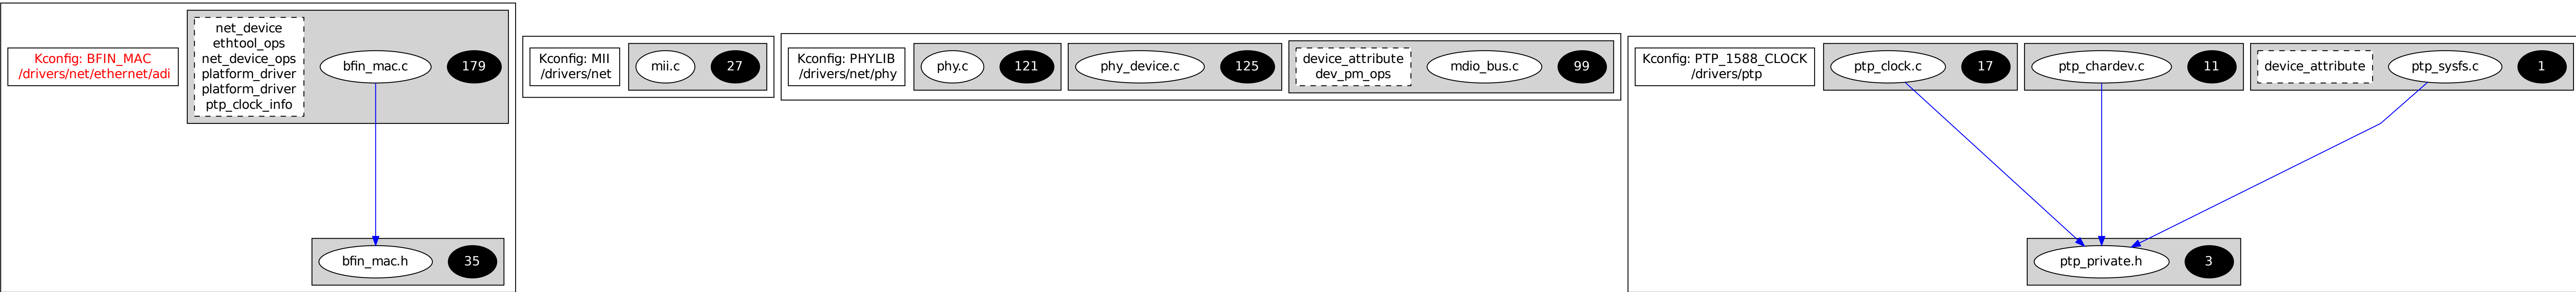 Kconfig: BFIN_MAC
/drivers/net/ethernet/adi
net_device
ethtool_ops
net_device_ops
platform_driver
platform_driver
ptp_clock_info
bfin_mac.c
179
bfin_mac.h
35
Kconfig: MII
/drivers/net
mii.c
27
Kconfig: PHYLIB
/drivers/net/phy
phy.c
121
phy_device.c
125
device_attribute
dev_pm_ops
mdio_bus.c
99
Kconfig: PTP_1588_CLOCK
/drivers/ptp
ptp_clock.c
17
ptp_chardev.c
11
device_attribute
ptp_sysfs.c
1
ptp_private.h
3